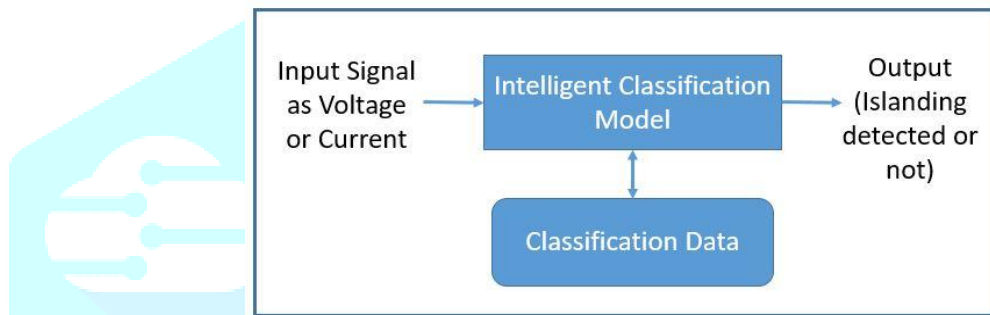 Input Signal
as Voltage
or Current
Intelligent Classification
Model
Output
(Islanding
detected or
not)
Classification Data